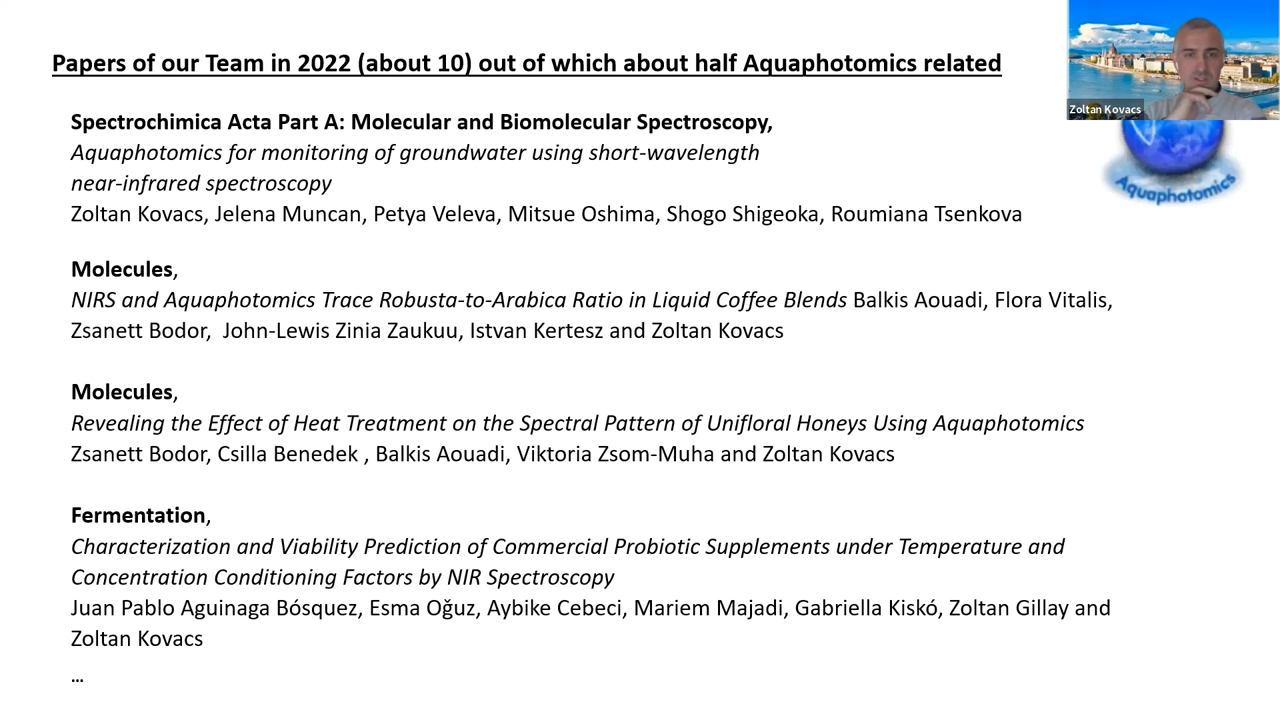 Papers of our Team in 2022 (about 10) out of which about half Aquaphotomics related
Zoltan Kovacs
Aquaphotomics
Spectrochimica Acta Part A: Molecular and Biomolecular Spectroscopy,
Aquaphotomics for monitoring of groundwater using short-wavelength
near-infrared spectroscopy
Zoltan Kovacs, Jelena Muncan, Petya Veleva, Mitsue Oshima, Shogo Shigeoka, Roumiana Tsenkova
Molecules,
NIRS and Aquaphotomics Trace Robusta-to-Arabica Ratio in Liquid Coffee Blends Balkis Aouadi, Flora Vitalis,
Zsanett Bodor, John-Lewis Zinia Zaukuu, Istvan Kertesz and Zoltan Kovacs
Molecules,
Revealing the Effect of Heat Treatment on the Spectral Pattern of Unifloral Honeys Using Aquaphotomics
Zsanett Bodor, Csilla Benedek , Balkis Aouadi, Viktoria Zsom-Muha and Zoltan Kovacs
Fermentation,
Characterization and Viability Prediction of Commercial Probiotic Supplements under Temperature and
Concentration Conditioning Factors by NIR Spectroscopy
Juan Pablo Aguinaga Bósquez, Esma Oǧuz, Aybike Cebeci, Mariem Majadi, Gabriella Kiskó, Zoltan Gillay and
Zoltan Kovacs
…